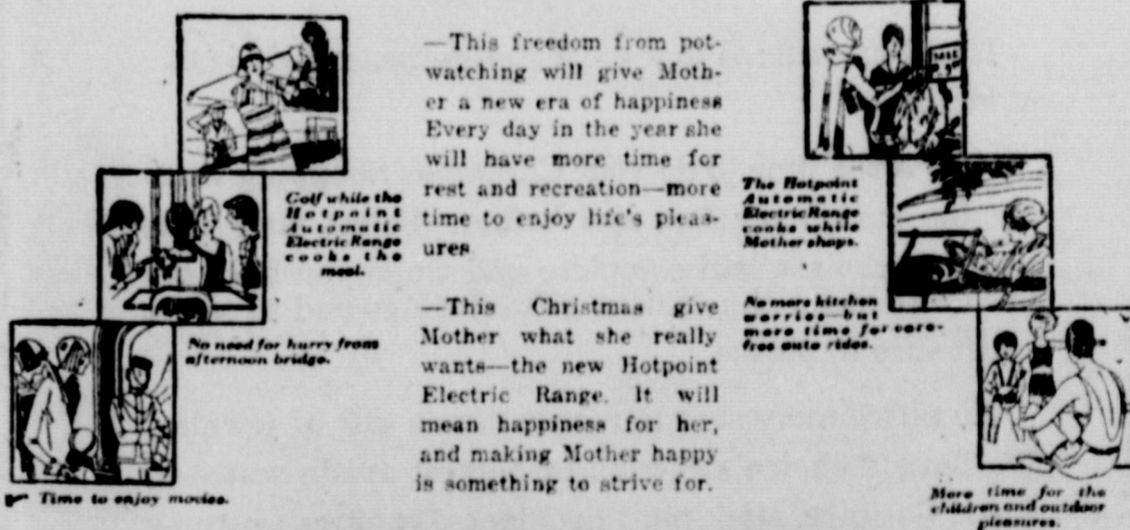 —This freedom from pot-
watching will give Moth-
er a new era of happiness
Every day in the year she
will have more time for
rest and recreation—more
time to enjoy life's pleas-
ures
—This Christmas give
Mother what she really
wants—the new Hotpoint
Electric Range. It will
mean happiness for her,
and making Mother happy
is something to strive for.
Golf while the
Hotpoint
Automatic
Electric Range
cooks the
meal.
No need for hurry from
afternoon bridge.
Time to enjoy movies.
SALE
The Hotpoint
Automatic
Electric Range
cooks while
Mother shops.
No more kitchen
worries—but
more time for care-
free auto rides.
More time for the
children and outdoor
pleasures.